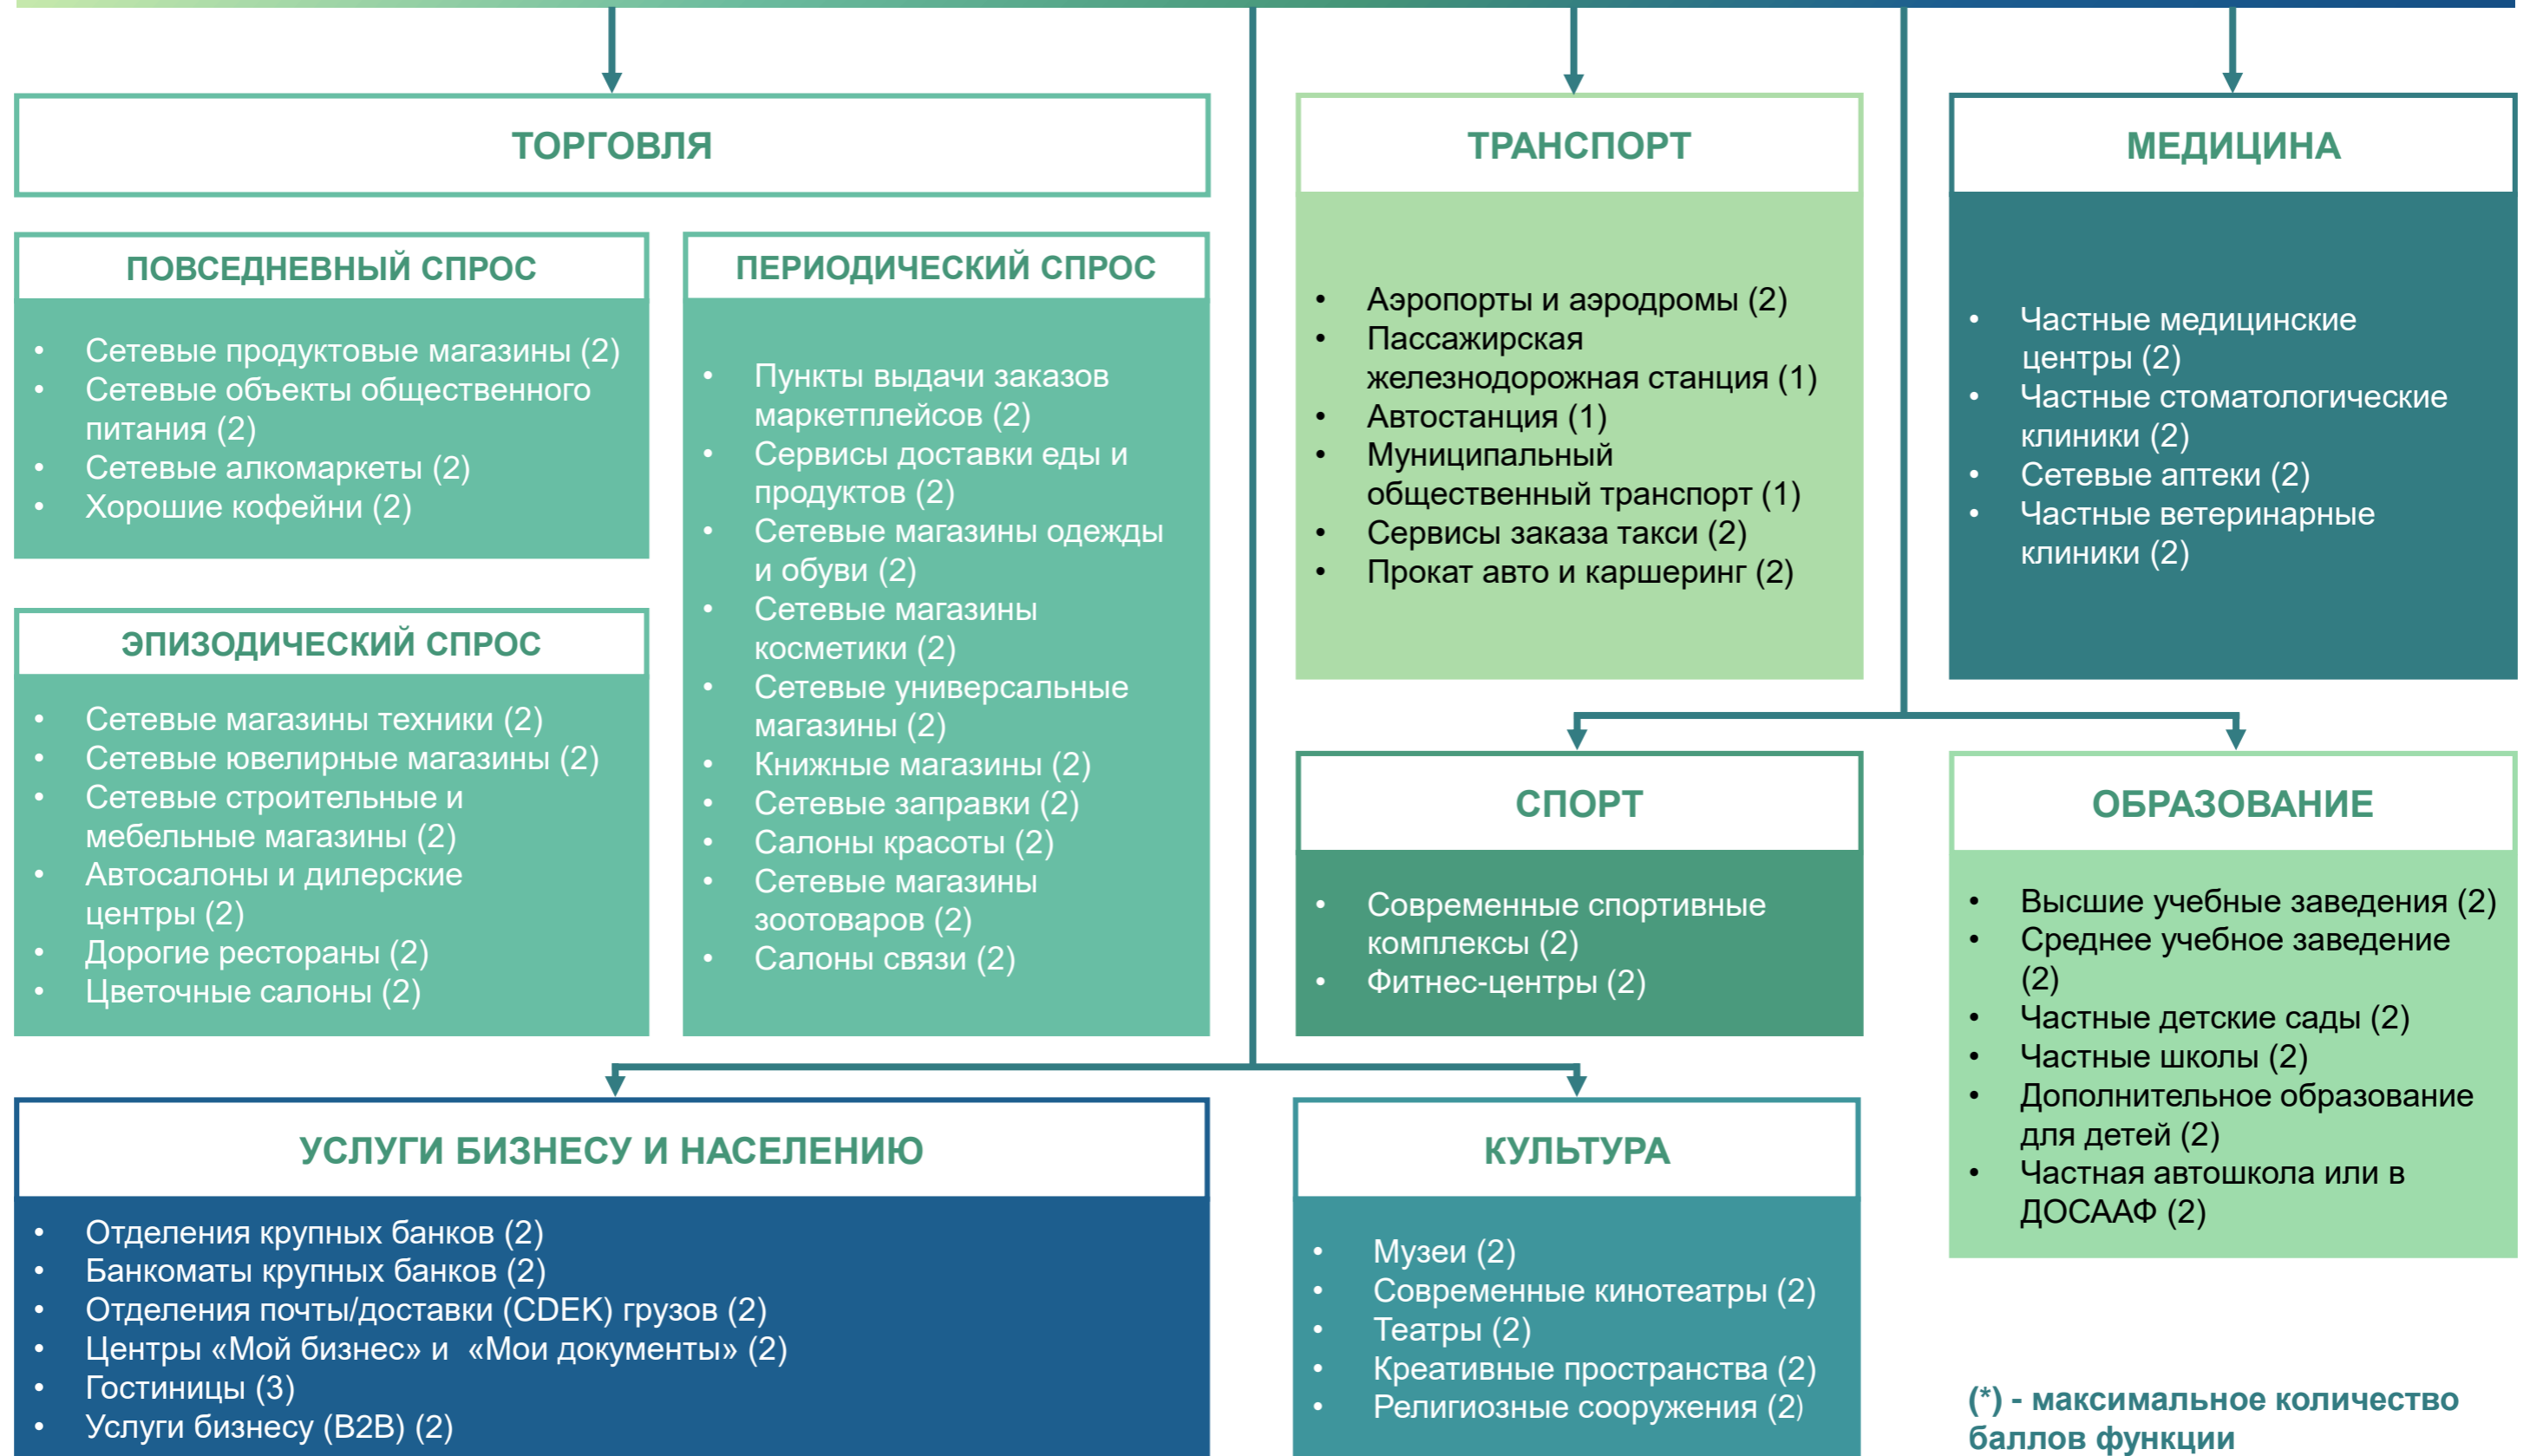 ТОРГОВЛЯ
ПОВСЕДНЕВНЫЙ СПРОС
• Сетевые продуктовые магазины (2)
• Сетевые объекты общественного
питания (2)
• Сетевые алкомаркеты (2)
• Хорошие кофейни (2)
ЭПИЗОДИЧЕСКИЙ СПРОС
• Сетевые магазины техники (2)
• Сетевые ювелирные магазины (2)
• Сетевые строительные и
мебельные магазины (2)
• Автосалоны и дилерские
центры (2)
• Дорогие рестораны (2)
• Цветочные салоны (2)
ПЕРИОДИЧЕСКИЙ СПРОС
• Пункты выдачи заказов
маркетплейсов (2)
• Сервисы доставки еды и
продуктов (2)
• Сетевые магазины одежды
и обуви (2)
• Сетевые магазины
косметики (2)
• Сетевые универсальные
магазины (2)
• Книжные магазины (2)
• Сетевые заправки (2)
• Салоны красоты (2)
• Сетевые магазины
зоотоваров (2)
• Салоны связи (2)
ТРАНСПОРТ
• Аэропорты и аэродромы (2)
• Пассажирская
железнодорожная станция (1)
• Автостанция (1)
• Муниципальный
общественный транспорт (1)
• Сервисы заказа такси (2)
• Прокат авто и каршеринг (2)
МЕДИЦИНА
• Частные медицинские
центры (2)
• Частные стоматологические
клиники (2)
• Сетевые аптеки (2)
• Частные ветеринарные
клиники (2)
СПОРТ
• Современные спортивные
комплексы (2)
• Фитнес-центры (2)
ОБРАЗОВАНИЕ
• Высшие учебные заведения (2)
• Среднее учебное заведение
(2)
• Частные детские сады (2)
• Частные школы (2)
• Дополнительное образование
для детей (2)
• Частная автошкола или в
ДОСААФ (2)
УСЛУГИ БИЗНЕСУ И НАСЕЛЕНИЮ
• Отделения крупных банков (2)
• Банкоматы крупных банков (2)
• Отделения почты/доставки (CDEK) грузов (2)
• Центры «Мой бизнес» и «Мои документы» (2)
• Гостиницы (3)
• Услуги бизнесу (B2B) (2)
КУЛЬТУРА
• Музеи (2)
• Современные кинотеатры (2)
• Театры (2)
• Креативные пространства (2)
• Религиозные сооружения (2)
(*) - максимальное количество
баллов функции